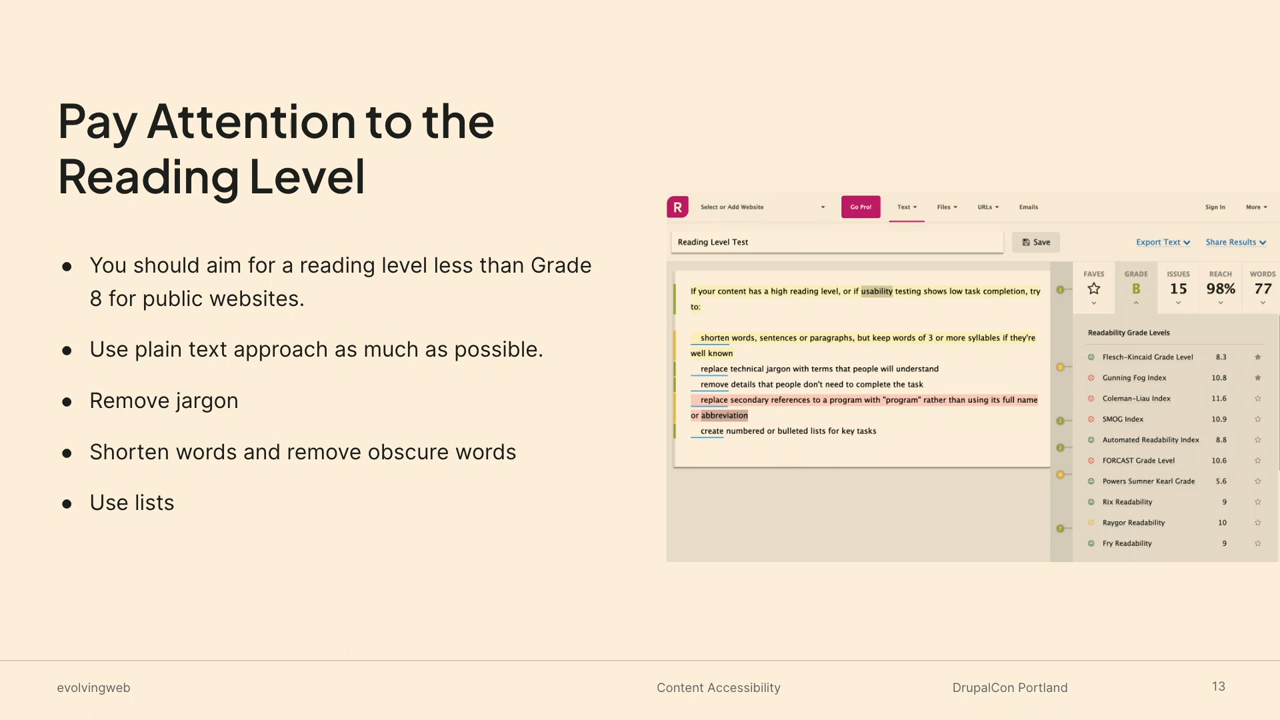 Pay Attention to the
Reading Level
● You should aim for a reading level less than Grade
8 for public websites.
● Use plain text approach as much as possible.
● Remove jargon
● Shorten words and remove obscure words
● Use lists
R Select or Add Website Go Pro! Text Files URLs Emails Sign In More
Reading Level Test Save Export Text Share Results
If your content has a high reading level, or if usability testing shows low task completion, try
to:
shorten words, sentences or paragraphs, but keep words of 3 or more syllables if they're
well known
replace technical jargon with terms that people will understand
remove details that people don't need to complete the task
replace secondary references to a program with "program" rather than using its full name
or abbreviation
create numbered or bulleted lists for key tasks
FAVES GRADE ISSUES REACH WORDS
B 15 98% 77
Readability Grade Levels
Flesch-Kincaid Grade Level 8.3
Gunning Fog Index 10.8
Coleman-Liau Index 11.6
SMOG Index 10.9
Automated Readability Index 8.8
FORCAST Grade Level 10.6
Powers Sumner Kearl Grade 5.6
Rix Readability 9
Raygor Readability 10
Fry Readability 9
evolvingweb Content Accessibility DrupalCon Portland 13